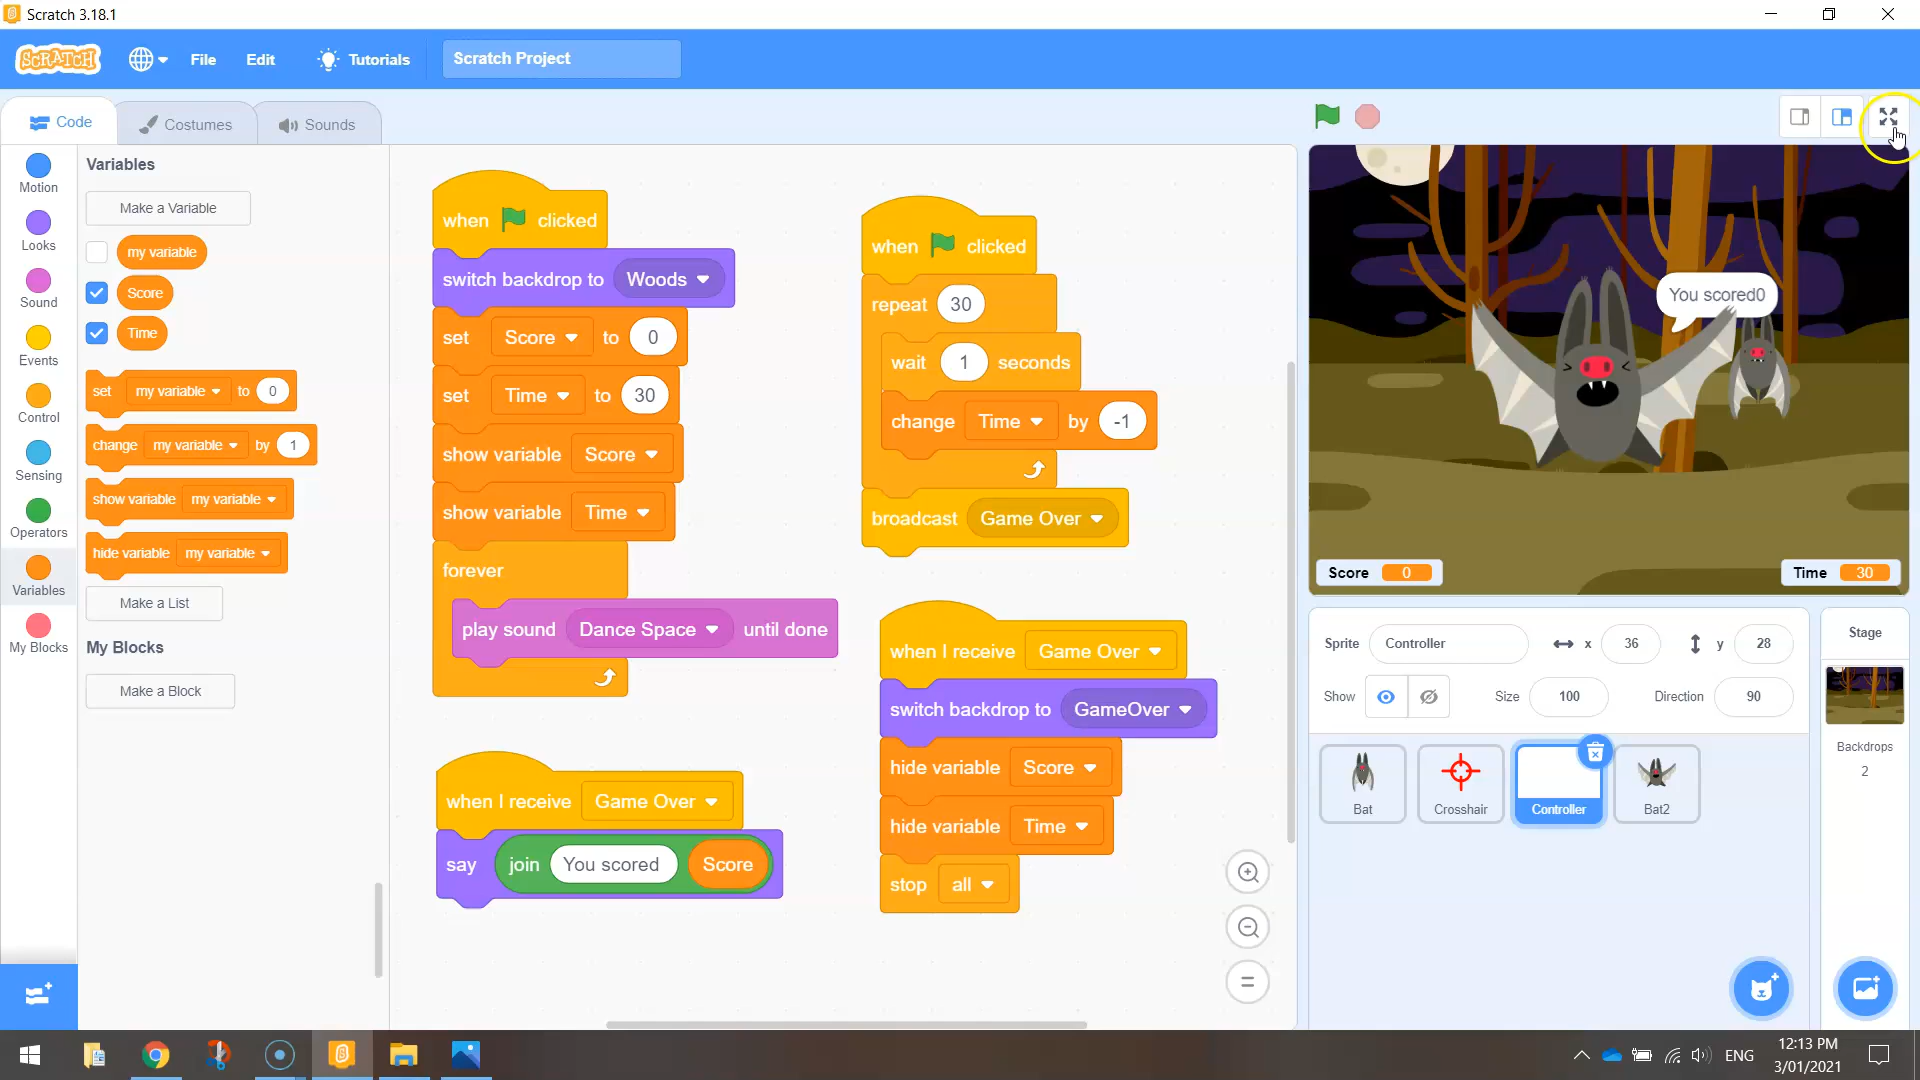 Scratch 3.18.1
SCRATCH
File
Edit
Tutorials
Scratch Project
Code
Costumes
Sounds
Motion
Looks
Sound
Events
Control
Sensing
Operators
Variables
My Blocks
Variables
Make a Variable
my variable
Score
Time
set my variable to 0
change my variable by 1
show variable my variable
hide variable my variable
Make a List
My Blocks
Make a Block
when clicked
switch backdrop to Woods
set Score to 0
set Time to 30
show variable Score
show variable Time
forever
play sound Dance Space until done
when I receive Game Over
say join You scored Score
when clicked
repeat 30
wait 1 seconds
change Time by -1
broadcast Game Over
when I receive Game Over
switch backdrop to GameOver
hide variable Score
hide variable Time
stop all
You scored0
Score 0
Time 30
Sprite Controller x 36 y 28
Show Size 100 Direction 90
Bat
Crosshair
Controller
Bat2
Stage
Backdrops
2
ENG
12:13 PM
3/01/2021